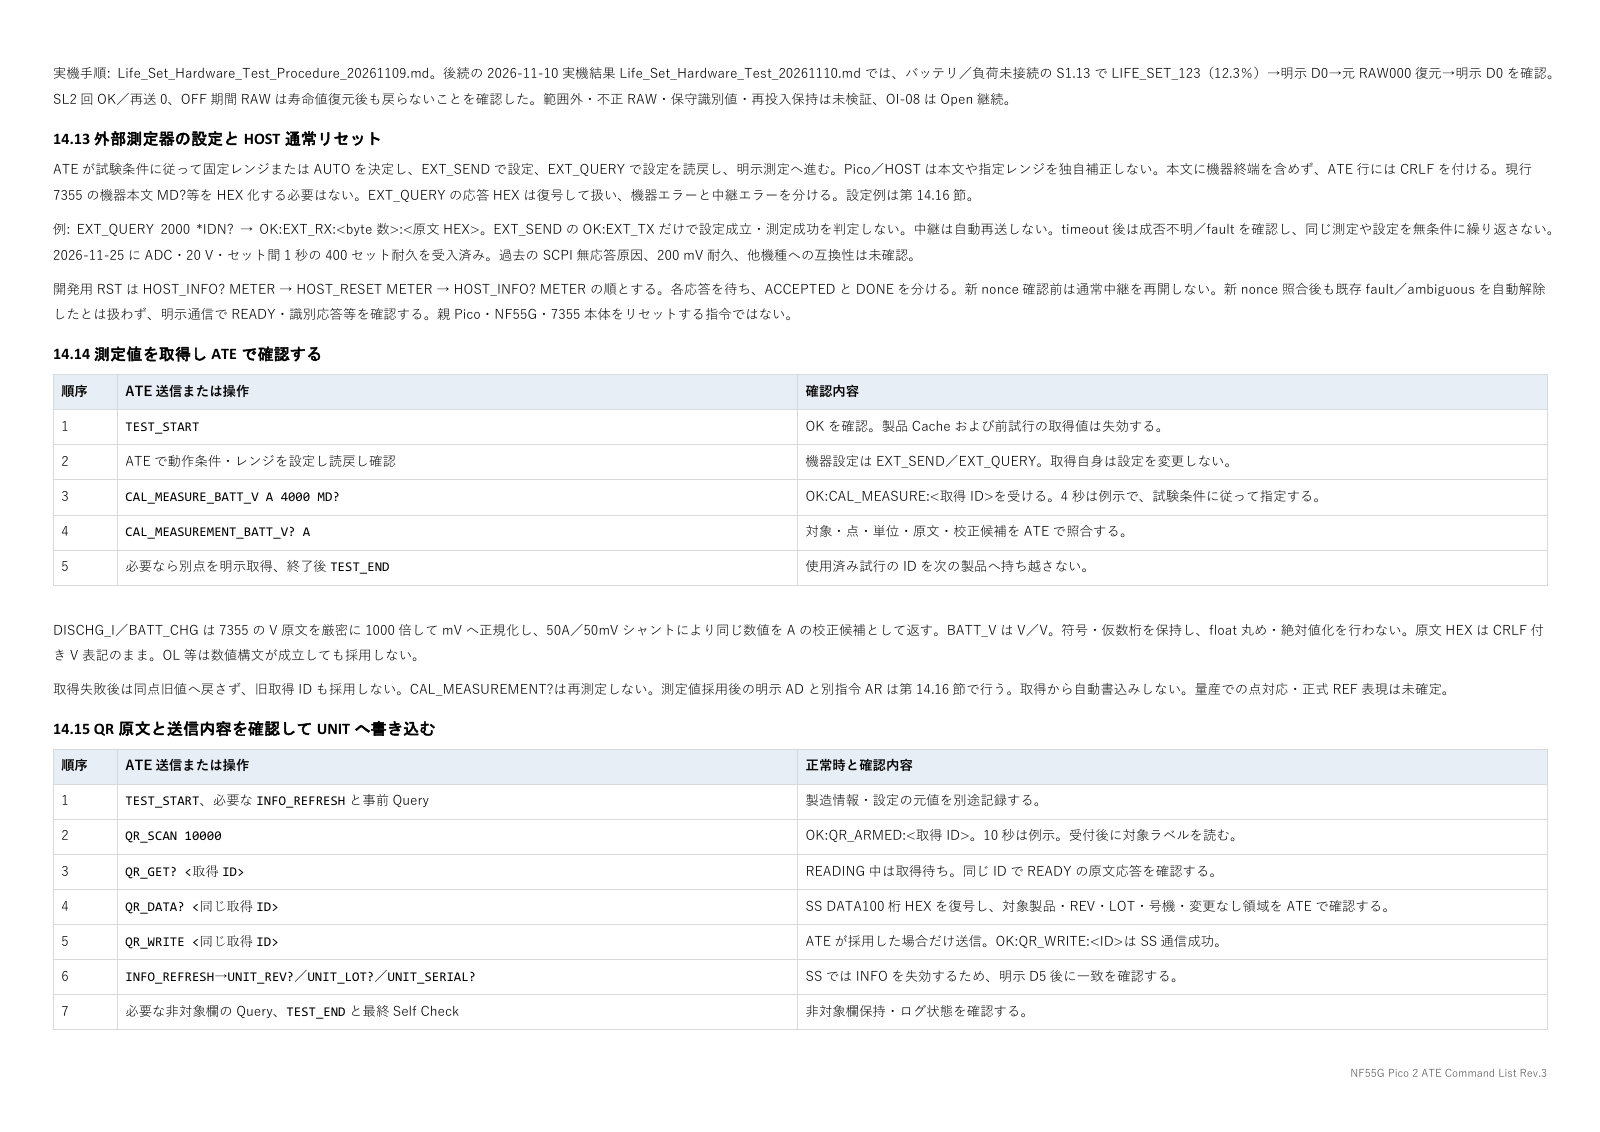 実機手順: Life_Set_Hardware_Test_Procedure_20261109.md。後続の 2026-11-10 実機結果 Life_Set_Hardware_Test_20261110.md では、バッテリ／負荷未接続の S1.13 で LIFE_SET_123（12.3%）→明示 D0→元 RAW000 復元→明示 D0 を確認。
SL2 回 OK／再送 0、OFF 期間 RAW は寿命値復元後も戻らないことを確認した。範囲外・不正 RAW・保守識別値・再投入保持は未検証、OI-08 は Open 継続。
14.13 外部測定器の設定と HOST 通常リセット
ATE が試験条件に従って固定レンジまたは AUTO を決定し、EXT_SEND で設定、EXT_QUERY で設定を読戻し、明示測定へ進む。Pico／HOST は本文や指定レンジを独自補正しない。本文に機器終端を含めず、ATE 行には CRLF を付ける。現行
7355 の機器本文 MD?等を HEX 化する必要はない。EXT_QUERY の応答 HEX は復号して扱い、機器エラーと中継エラーを分ける。設定例は第 14.16 節。
例: EXT_QUERY 2000 *IDN? → OK:EXT_RX:<byte 数>:<原文 HEX>。EXT_SEND の OK:EXT_TX だけで設定成立・測定成功を判定しない。中継は自動再送しない。timeout 後は成否不明／fault を確認し、同じ測定や設定を無条件に繰り返さない。
2026-11-25 に ADC・20 V・セット間 1 秒の 400 セット耐久を受入済み。過去の SCPI 無応答原因、200 mV 耐久、他機種への互換性は未確認。
開発用 RST は HOST_INFO? METER → HOST_RESET METER → HOST_INFO? METER の順とする。各応答を待ち、ACCEPTED と DONE を分ける。新 nonce 確認前は通常中継を再開しない。新 nonce 照合後も既存 fault／ambiguous を自動解除
したとは扱わず、明示通信で READY・識別応答等を確認する。親 Pico・NF55G・7355 本体をリセットする指令ではない。
14.14 測定値を取得し ATE で確認する
順序 ATE 送信または操作 確認内容
1 TEST_START OK を確認。製品 Cache および前試行の取得値は失効する。
2 ATE で動作条件・レンジを設定し読戻し確認 機器設定は EXT_SEND／EXT_QUERY。取得自身は設定を変更しない。
3 CAL_MEASURE_BATT_V A 4000 MD? OK:CAL_MEASURE:<取得 ID>を受ける。4 秒は例示で、試験条件に従って指定する。
4 CAL_MEASUREMENT_BATT_V? A 対象・点・単位・原文・校正候補を ATE で照合する。
5 必要なら別点を明示取得、終了後 TEST_END 使用済み試行の ID を次の製品へ持ち越さない。
DISCHG_I／BATT_CHG は 7355 の V 原文を厳密に 1000 倍して mV へ正規化し、50A／50mV シャントにより同じ数値を A の校正候補として返す。BATT_V は V／V。符号・仮数桁を保持し、float 丸め・絶対値化を行わない。原文 HEX は CRLF 付
き V 表記のまま。OL 等は数値構文が成立しても採用しない。
取得失敗後は同点旧値へ戻さず、旧取得 ID も採用しない。CAL_MEASUREMENT?は再測定しない。測定値採用後の明示 AD と別指令 AR は第 14.16 節で行う。取得から自動書込みしない。量産での点対応・正式 REF 表現は未確定。
14.15 QR 原文と送信内容を確認して UNIT へ書き込む
順序 ATE 送信または操作 正常時と確認内容
1 TEST_START、必要な INFO_REFRESH と事前 Query 製造情報・設定の元値を別途記録する。
2 QR_SCAN 10000 OK:QR_ARMED:<取得 ID>。10 秒は例示。受付後に対象ラベルを読む。
3 QR_GET? <取得 ID> READING 中は取得待ち。同じ ID で READY の原文応答を確認する。
4 QR_DATA? <同じ取得 ID> SS DATA100 桁 HEX を復号し、対象製品・REV・LOT・号機・変更なし領域を ATE で確認する。
5 QR_WRITE <同じ取得 ID> ATE が採用した場合だけ送信。OK:QR_WRITE:<ID>は SS 通信成功。
6 INFO_REFRESH→UNIT_REV?／UNIT_LOT?／UNIT_SERIAL? SS では INFO を失効するため、明示 D5 後に一致を確認する。
7 必要な非対象欄の Query、TEST_END と最終 Self Check 非対象欄保持・ログ状態を確認する。
NF55G Pico 2 ATE Command List Rev.3